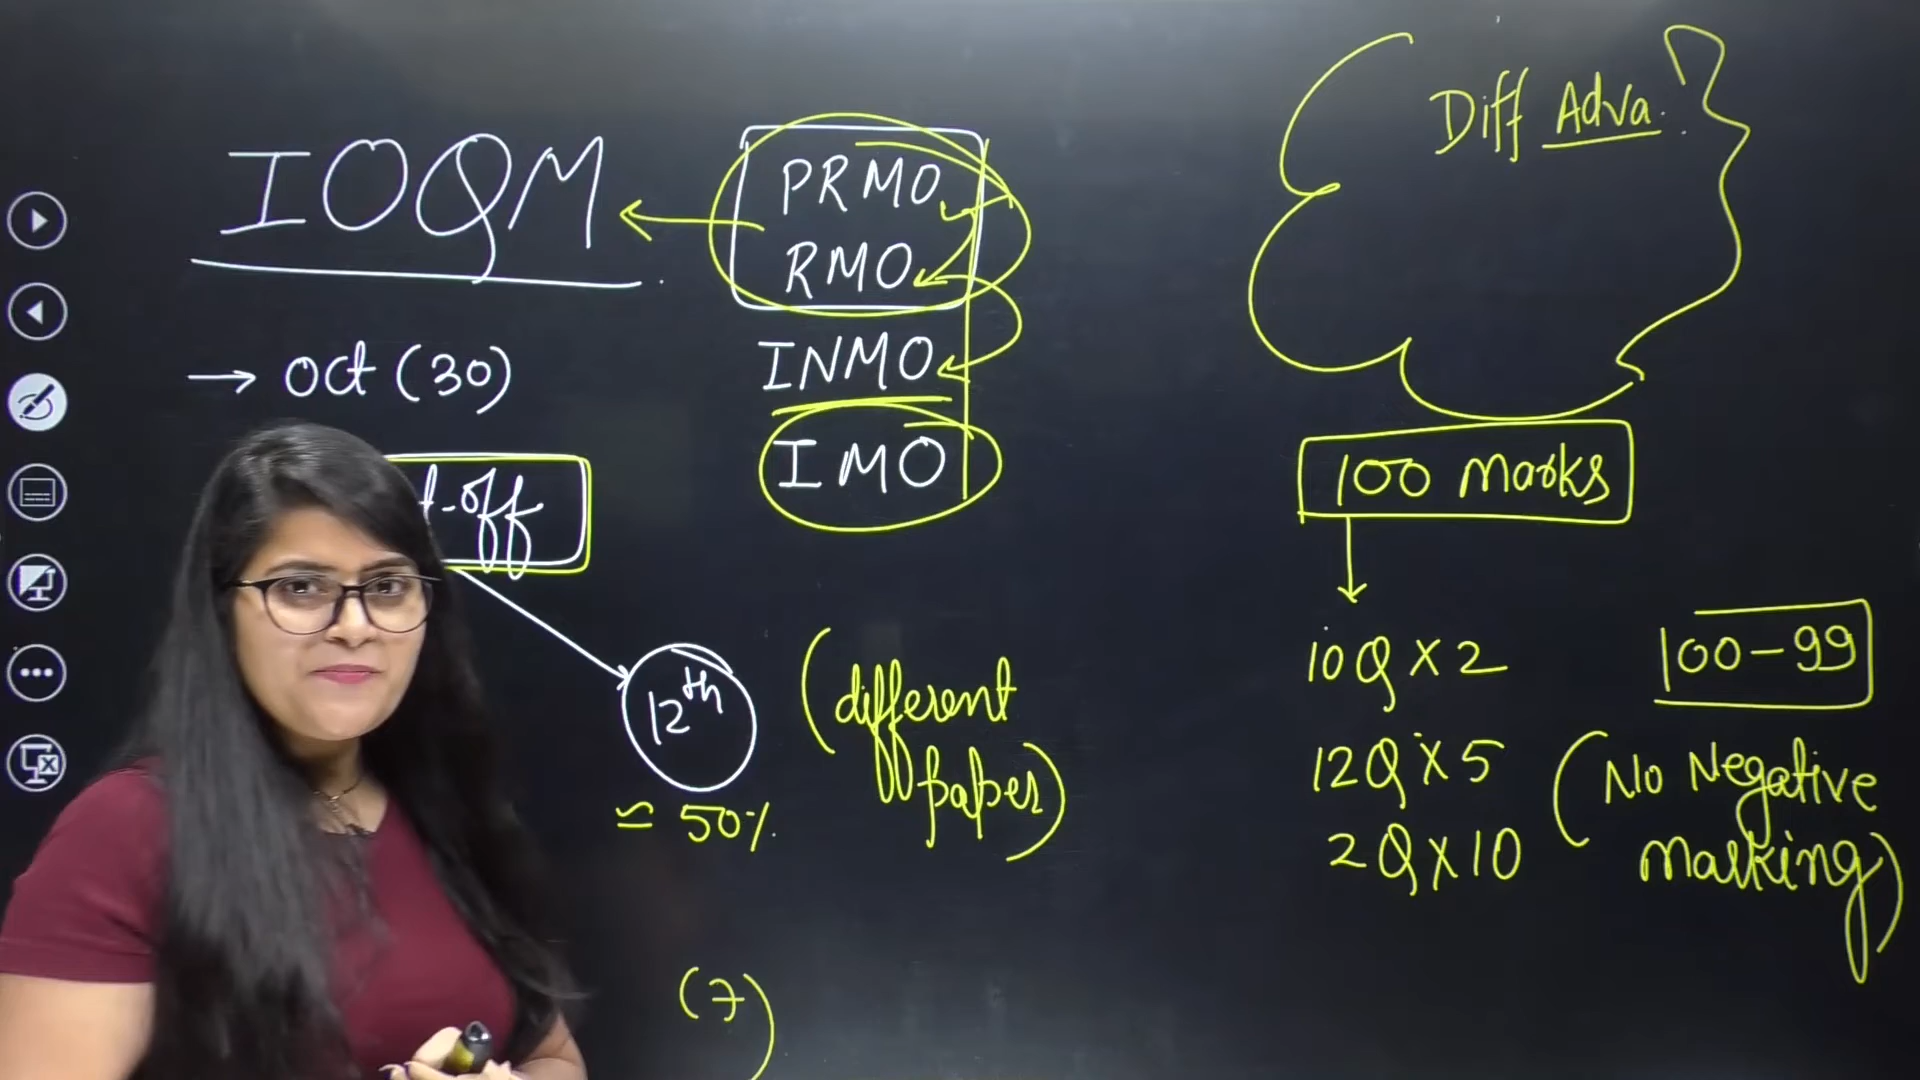 IOQM
→ Oct (30)
t-off
PRMO
RMO
INMO
IMO
12th
≃ 50%
(different
paper)
(7)
Diff Adva.
100 Marks
10Q X 2
12Q X 5
2Q X 10
100-99
(No Negative
Marking)